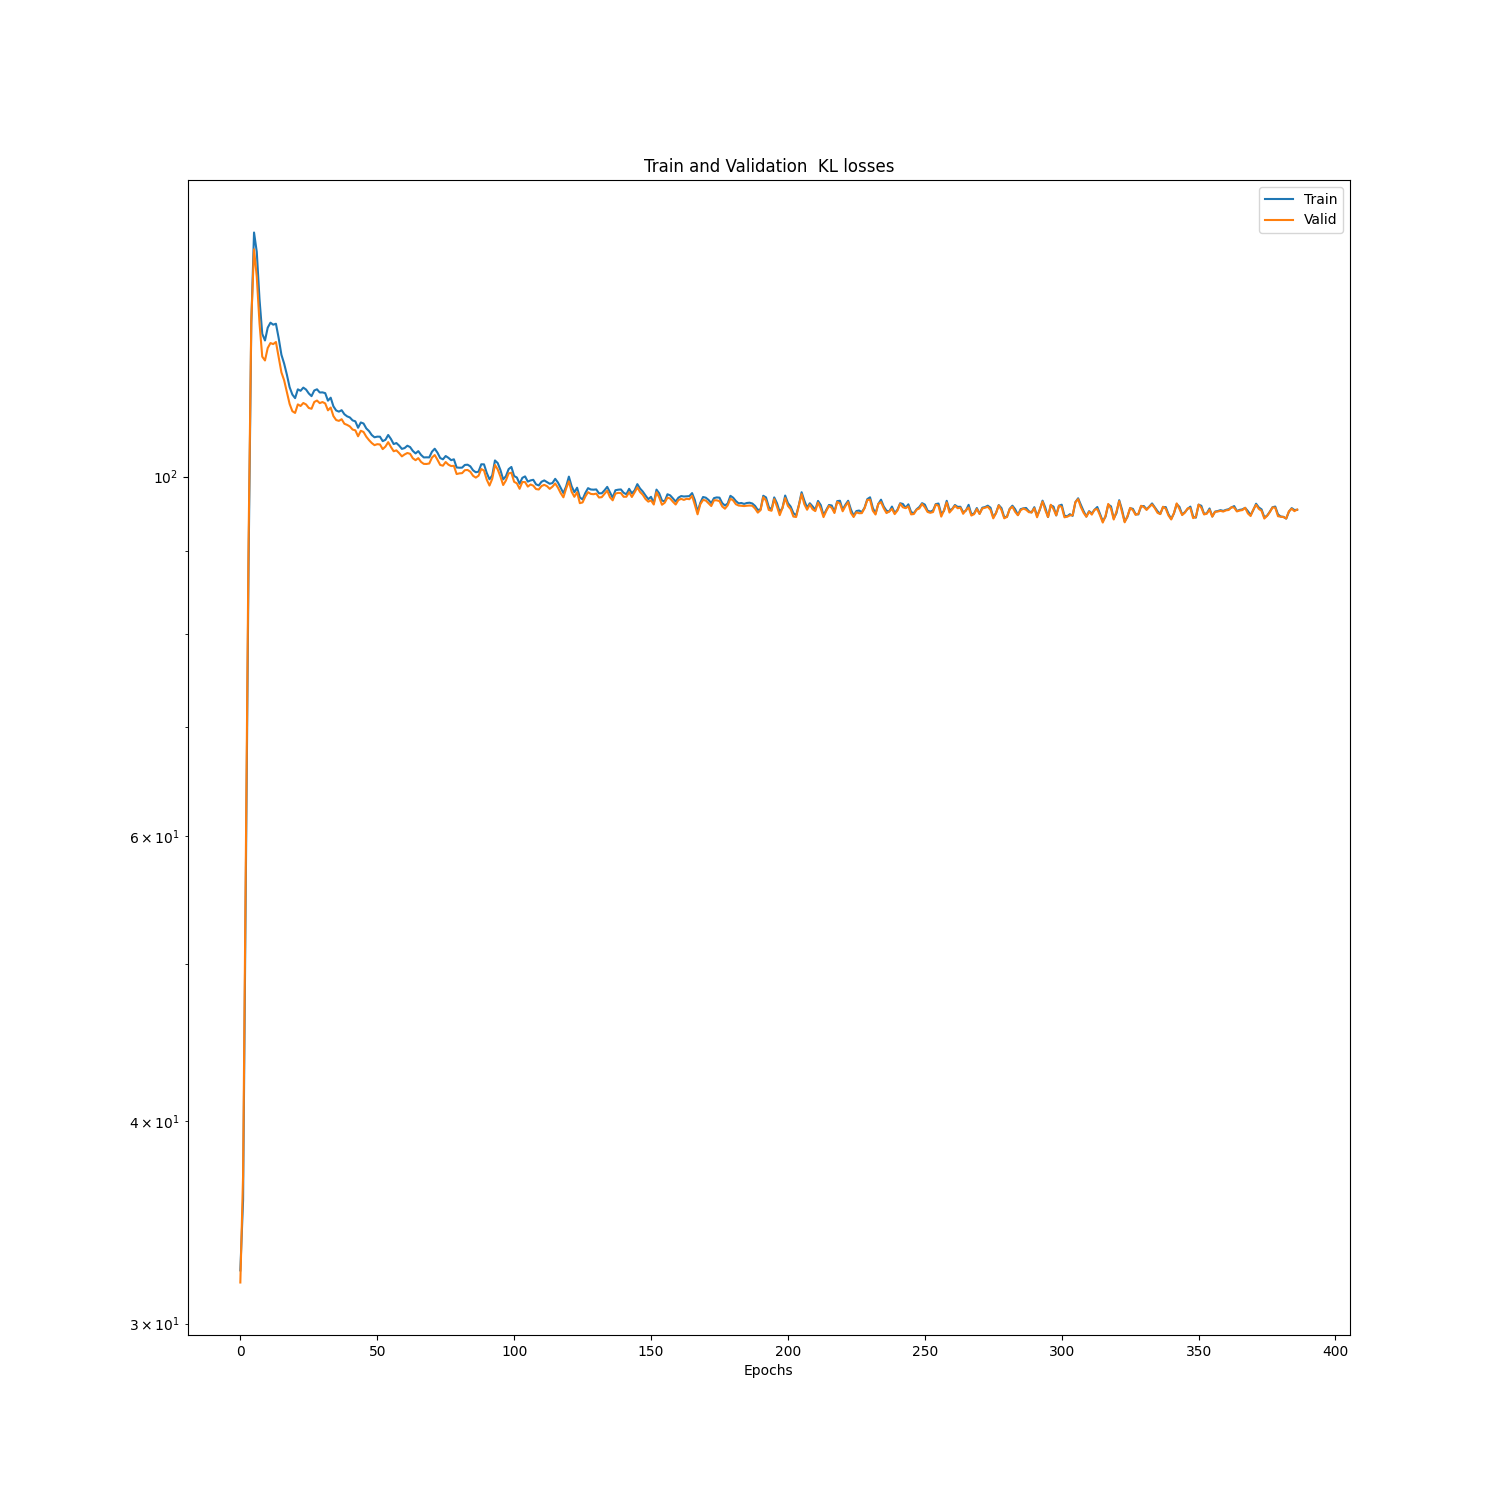 Train and Validation  KL losses
Train
Valid
10²
6 × 10¹
4 × 10¹
3 × 10¹
0 50 100 150 200 250 300 350 400
Epochs